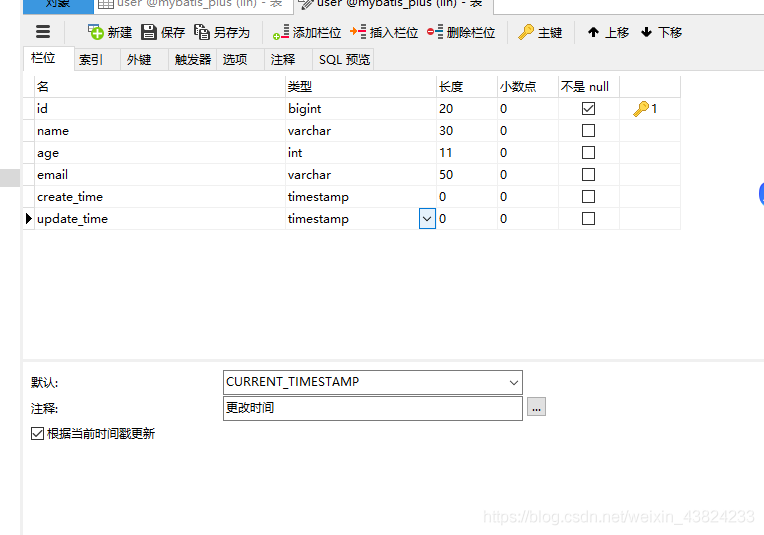 对象 user @mybatis_plus (lin) - 表 user @mybatis_plus (lin) - 表
新建 保存 另存为 添加栏位 插入栏位 删除栏位 主键 上移 下移
栏位 索引 外键 触发器 选项 注释 SQL 预览
名 类型 长度 小数点 不是 null
id bigint 20 0 1
name varchar 30 0
age int 11 0
email varchar 50 0
create_time timestamp 0 0
update_time timestamp 0 0
默认: CURRENT_TIMESTAMP
注释: 更改时间 ...
根据当前时间戳更新
https://blog.csdn.net/weixin_43824233